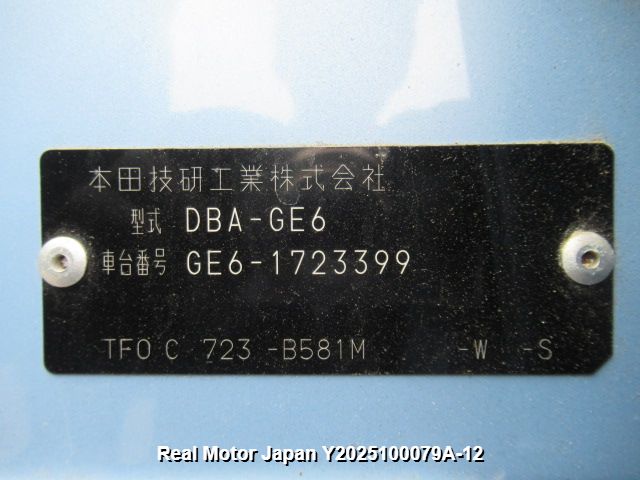 本田技研工業株式会社
型式 DBA-GE6
車台番号 GE6-1723399
TF0 C 723 -B581M -W -S
Real Motor Japan Y2025100079A-12